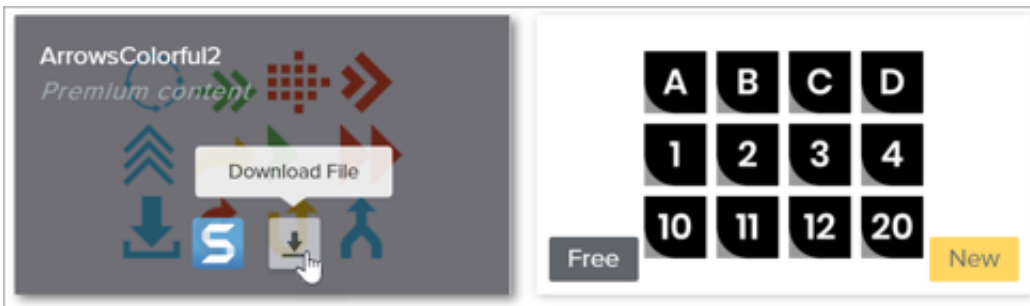 ArrowsColorful2
Premium content
Download File
S
A B C D
1 2 3 4
10 11 12 20
Free
New